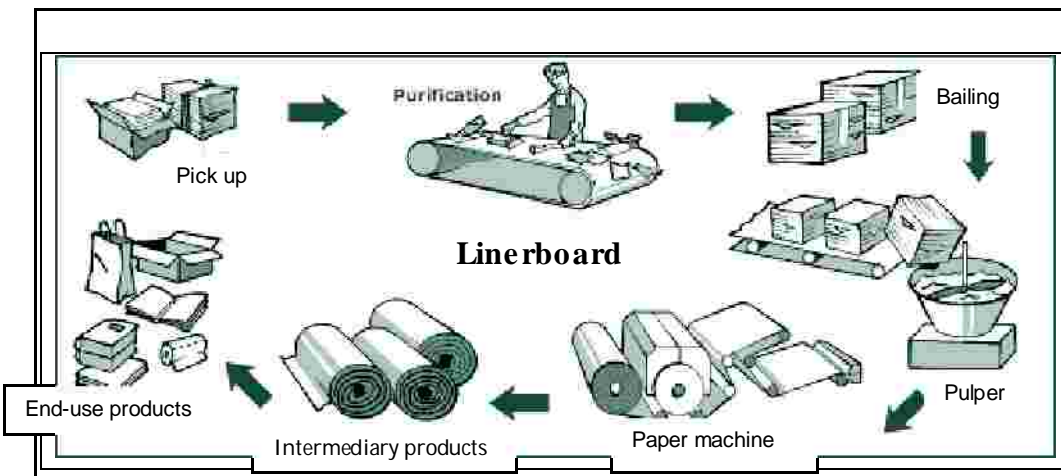 Pick up
Purification
Bailing
Linerboard
Pulper
Paper machine
Intermediary products
End-use products